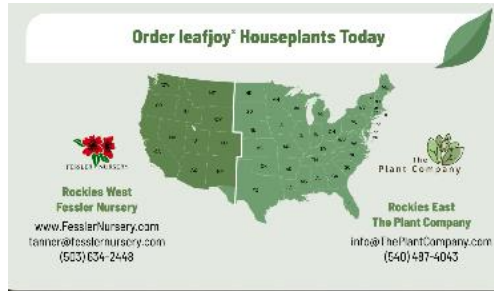 Order leafjoy® Houseplants Today
FESSLER NURSERY
Rockies West
Fessler Nursery
www.FesslerNursery.com
tanner@fesslernursery.com
(503) 634-2448
The
Plant Company
Rockies East
The Plant Company
info@ThePlantCompany.com
(540) 487-4043